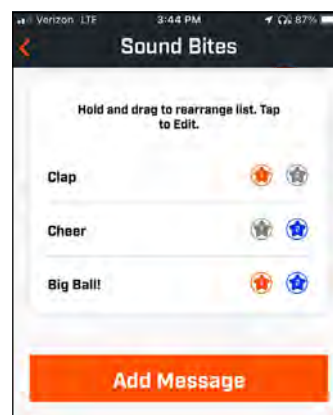 Verizon LTE 3:44 PM 87%
Sound Bites
Hold and drag to rearrange list. Tap
to Edit.
Clap
Cheer
Big Ball!
Add Message